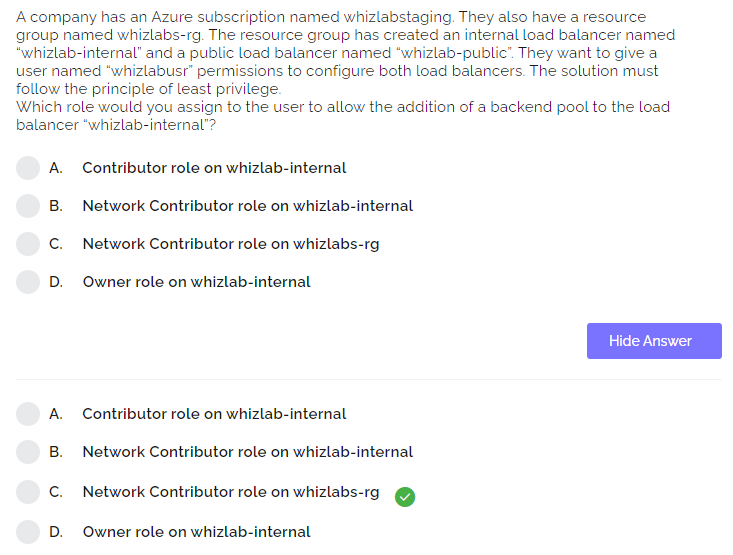 A company has an Azure subscription named whizlabstaging. They also have a resource
group named whizlabs-rg. The resource group has created an internal load balancer named
“whizlab-internal” and a public load balancer named “whizlab-public”. They want to give a
user named “whizlabusr” permissions to configure both load balancers. The solution must
follow the principle of least privilege.
Which role would you assign to the user to allow the addition of a backend pool to the load
balancer “whizlab-internal”?
A. Contributor role on whizlab-internal
B. Network Contributor role on whizlab-internal
C. Network Contributor role on whizlabs-rg
D. Owner role on whizlab-internal
Hide Answer
A. Contributor role on whizlab-internal
B. Network Contributor role on whizlab-internal
C. Network Contributor role on whizlabs-rg
D. Owner role on whizlab-internal